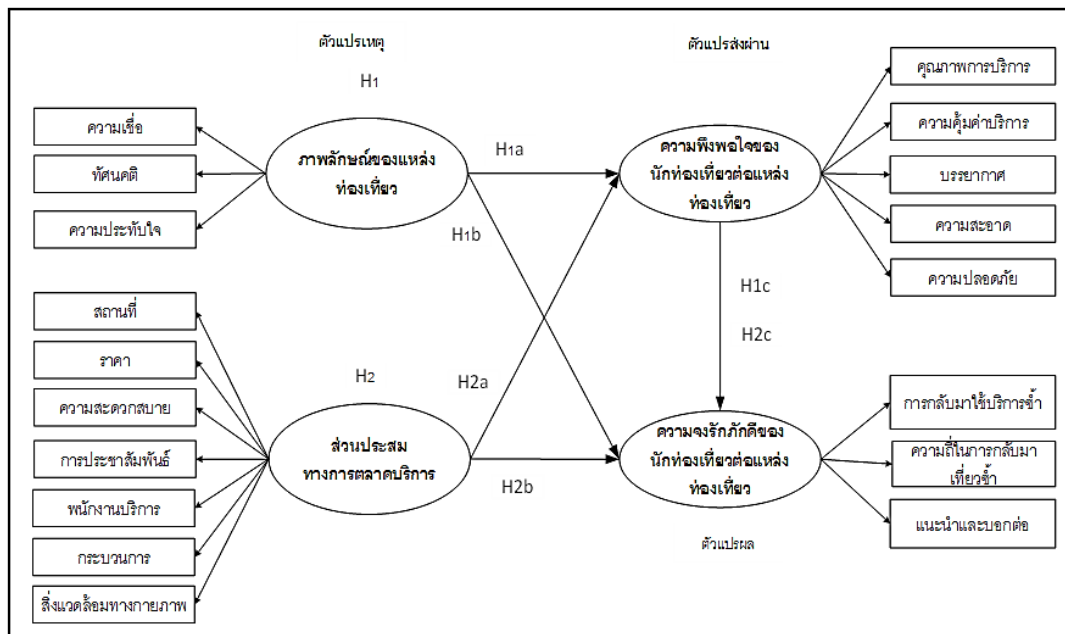 ตัวแปรเหตุ
ตัวแปรส่งผ่าน
H1
คุณภาพการบริการ
ความเชื่อ
ความคุ้มค่าบริการ
ทัศนคติ
ภาพลักษณ์ของแหล่ง
ท่องเที่ยว
H1a
ความพึงพอใจของ
นักท่องเที่ยวต่อแหล่ง
ท่องเที่ยว
บรรยากาศ
ความประทับใจ
H1b
ความสะอาด
ความปลอดภัย
สถานที่
H1c
ราคา
H2
H2a
H2c
ความสะดวกสบาย
การกลับมาใช้บริการซ้ำ
การประชาสัมพันธ์
ส่วนประสม
ทางการตลาดบริการ
H2b
ความจงรักภักดีของ
นักท่องเที่ยวต่อแหล่ง
ท่องเที่ยว
ความถี่ในการกลับมา
เที่ยวซ้ำ
พนักงานบริการ
แนะนำและบอกต่อ
กระบวนการ
ตัวแปรผล
สิ่งแวดล้อมทางกายภาพ